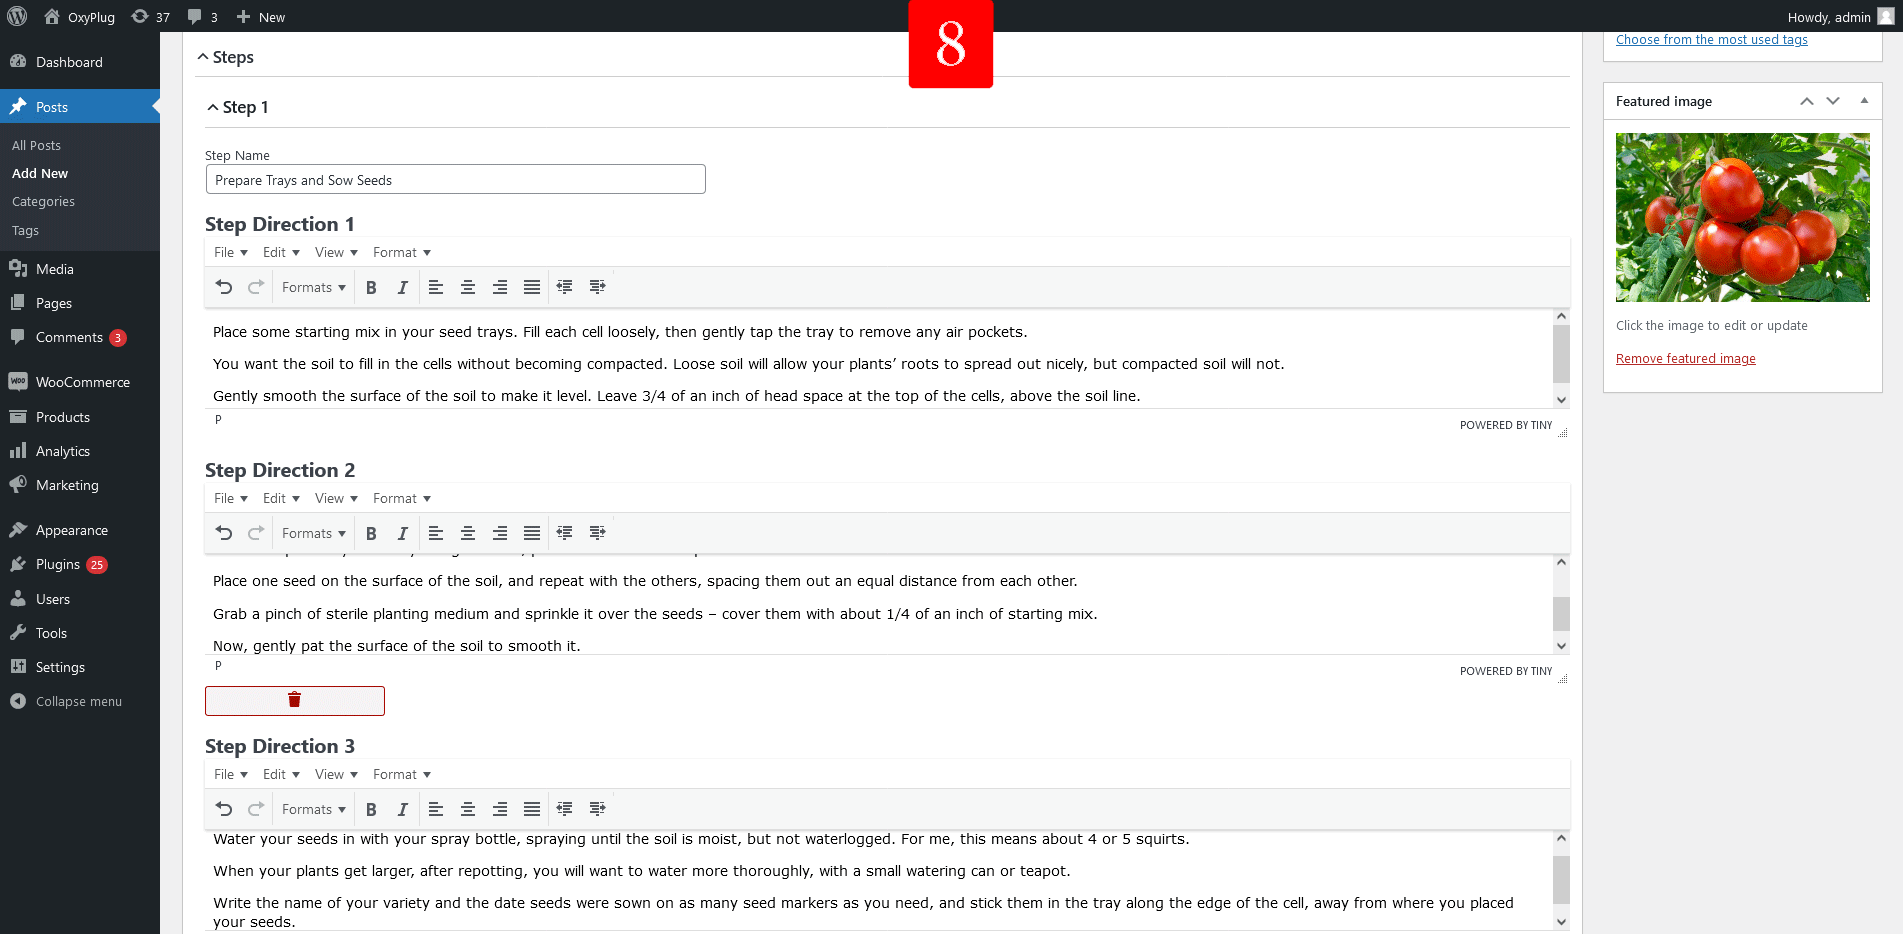 OxyPlug 37 3 New
Howdy, admin
8
Dashboard
Posts
All Posts
Add New
Categories
Tags
Media
Pages
Comments 3
WooCommerce
Products
Analytics
Marketing
Appearance
Plugins 25
Users
Tools
Settings
Collapse menu
Steps
Step 1
Step Name
Prepare Trays and Sow Seeds
Step Direction 1
File Edit View Format
Formats B I
Place some starting mix in your seed trays. Fill each cell loosely, then gently tap the tray to remove any air pockets.
You want the soil to fill in the cells without becoming compacted. Loose soil will allow your plants’ roots to spread out nicely, but compacted soil will not.
Gently smooth the surface of the soil to make it level. Leave 3/4 of an inch of head space at the top of the cells, above the soil line.
P
POWERED BY TINY
Step Direction 2
File Edit View Format
Formats B I
Place one seed on the surface of the soil, and repeat with the others, spacing them out an equal distance from each other.
Grab a pinch of sterile planting medium and sprinkle it over the seeds – cover them with about 1/4 of an inch of starting mix.
Now, gently pat the surface of the soil to smooth it.
P
POWERED BY TINY
Step Direction 3
File Edit View Format
Formats B I
Water your seeds in with your spray bottle, spraying until the soil is moist, but not waterlogged. For me, this means about 4 or 5 squirts.
When your plants get larger, after repotting, you will want to water more thoroughly, with a small watering can or teapot.
Write the name of your variety and the date seeds were sown on as many seed markers as you need, and stick them in the tray along the edge of the cell, away from where you placed
your seeds.
Choose from the most used tags
Featured image
Click the image to edit or update
Remove featured image